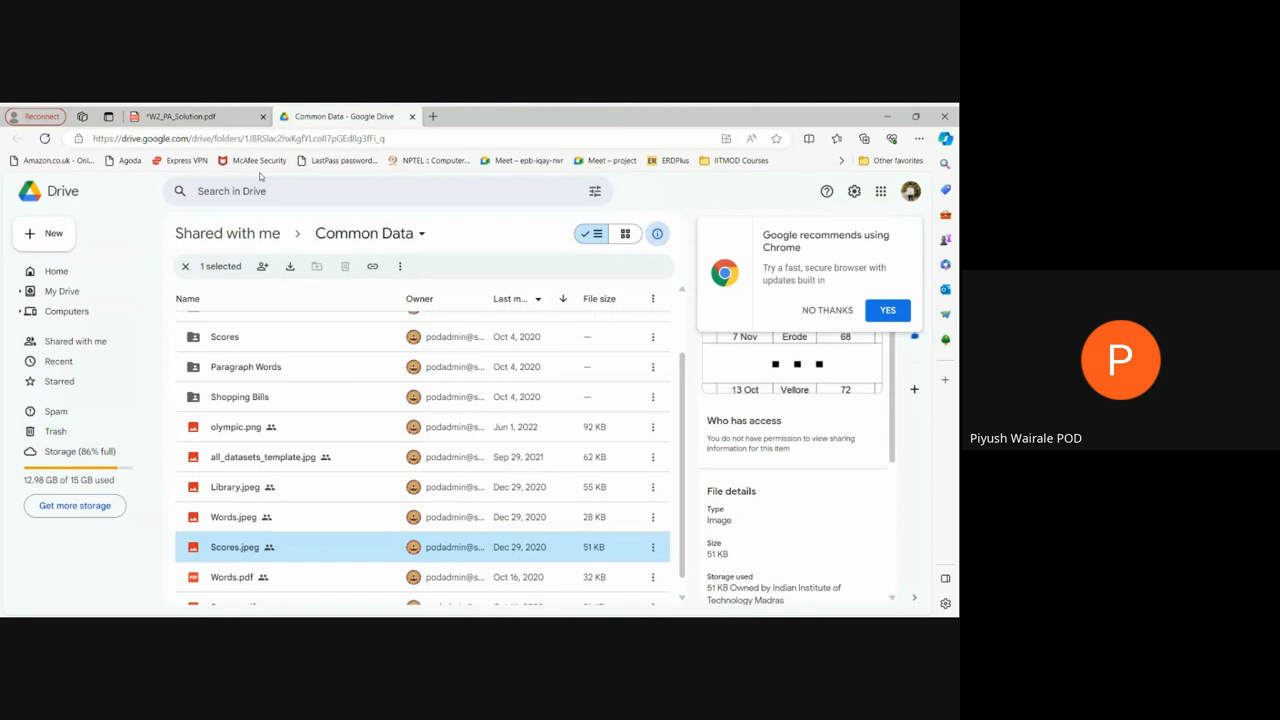 Reconnect
*W2_PA_Solution.pdf
Common Data - Google Drive
https://drive.google.com/drive/folders/1JBRSlac2hxKgfYLcolI7pGEd8g3fFi_q
Amazon.co.uk - Onl...
Agoda
Express VPN
McAfee Security
LastPass password...
NPTEL :: Computer...
Meet – epb-iqay-rwr
Meet – project
ERDPlus
IITMOD Courses
Other favorites
Drive
Search in Drive
New
Home
My Drive
Computers
Shared with me
Recent
Starred
Spam
Trash
Storage (86% full)
12.98 GB of 15 GB used
Get more storage
Shared with me > Common Data
1 selected
Name Owner Last m... File size
Scores podadmin@s... Oct 4, 2020 —
Paragraph Words podadmin@s... Oct 4, 2020 —
Shopping Bills podadmin@s... Oct 4, 2020 —
olympic.png podadmin@s... Jun 1, 2022 92 KB
all_datasets_template.jpg podadmin@s... Sep 29, 2021 62 KB
Library.jpeg podadmin@s... Dec 29, 2020 55 KB
Words.jpeg podadmin@s... Dec 29, 2020 28 KB
Scores.jpeg podadmin@s... Dec 29, 2020 51 KB
Words.pdf podadmin@s... Oct 16, 2020 32 KB
Google recommends using
Chrome
Try a fast, secure browser with
updates built in
NO THANKS YES
7 Nov Erode 68
13 Oct Vellore 72
Who has access
You do not have permission to view sharing
information for this item
File details
Type
Image
Size
51 KB
Storage used
51 KB Owned by Indian Institute of
Technology Madras
P
Piyush Wairale POD